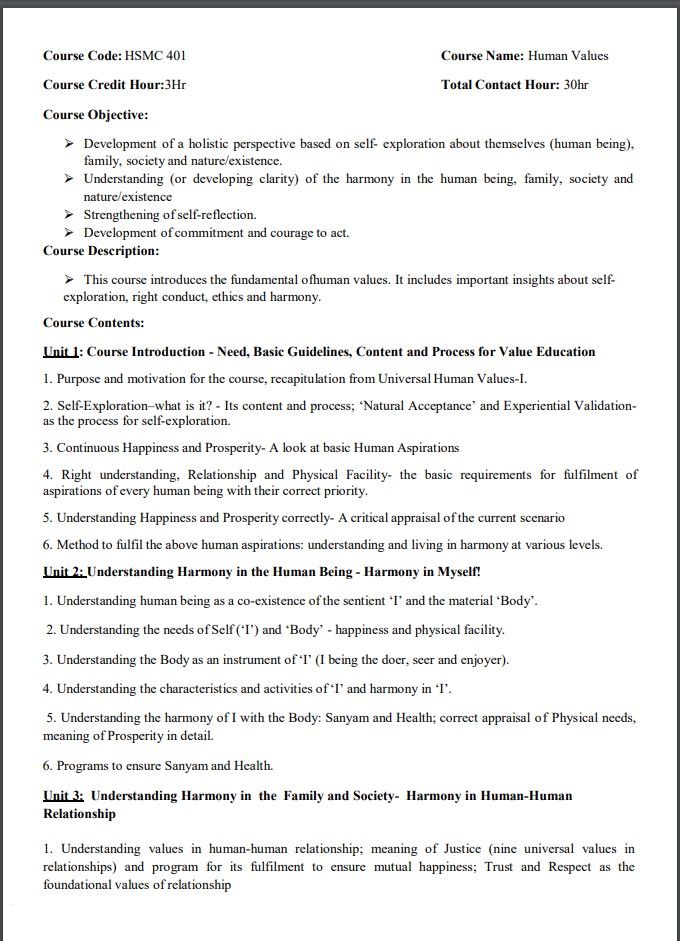 Course Code: HSMC 401 Course Name: Human Values
Course Credit Hour:3Hr Total Contact Hour: 30hr
Course Objective:
➢ Development of a holistic perspective based on self- exploration about themselves (human being),
family, society and nature/existence.
➢ Understanding (or developing clarity) of the harmony in the human being, family, society and
nature/existence
➢ Strengthening of self-reflection.
➢ Development of commitment and courage to act.
Course Description:
➢ This course introduces the fundamental ofhuman values. It includes important insights about self-
exploration, right conduct, ethics and harmony.
Course Contents:
Unit 1: Course Introduction - Need, Basic Guidelines, Content and Process for Value Education
1. Purpose and motivation for the course, recapitulation from Universal Human Values-I.
2. Self-Exploration–what is it? - Its content and process; ‘Natural Acceptance’ and Experiential Validation-
as the process for self-exploration.
3. Continuous Happiness and Prosperity- A look at basic Human Aspirations
4. Right understanding, Relationship and Physical Facility- the basic requirements for fulfilment of
aspirations of every human being with their correct priority.
5. Understanding Happiness and Prosperity correctly- A critical appraisal of the current scenario
6. Method to fulfil the above human aspirations: understanding and living in harmony at various levels.
Unit 2: Understanding Harmony in the Human Being - Harmony in Myself!
1. Understanding human being as a co-existence of the sentient ‘I’ and the material ‘Body’.
2. Understanding the needs of Self (‘I’) and ‘Body’ - happiness and physical facility.
3. Understanding the Body as an instrument of ‘I’ (I being the doer, seer and enjoyer).
4. Understanding the characteristics and activities of ‘I’ and harmony in ‘I’.
5. Understanding the harmony of I with the Body: Sanyam and Health; correct appraisal of Physical needs,
meaning of Prosperity in detail.
6. Programs to ensure Sanyam and Health.
Unit 3: Understanding Harmony in the Family and Society- Harmony in Human-Human
Relationship
1. Understanding values in human-human relationship; meaning of Justice (nine universal values in
relationships) and program for its fulfilment to ensure mutual happiness; Trust and Respect as the
foundational values of relationship